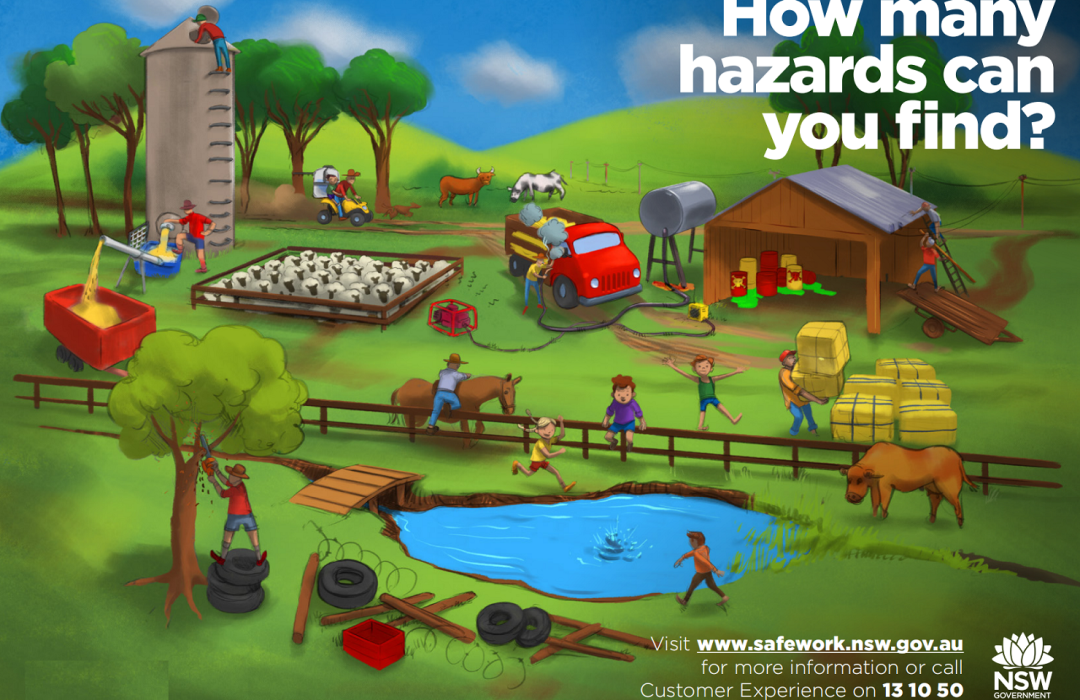 How many
hazards can
you find?
Visit www.safework.nsw.gov.au
for more information or call
Customer Experience on 13 10 50
NSW
GOVERNMENT